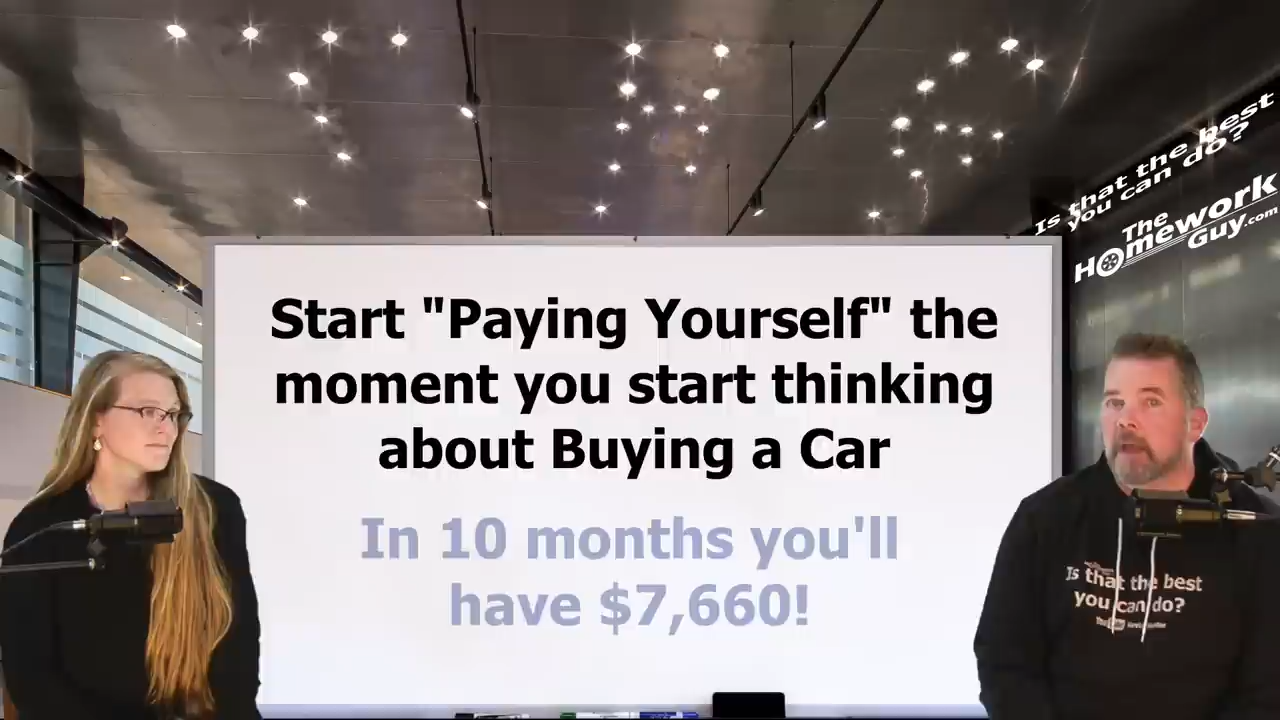 Is that the best
you can do?
The
Homework
Guy.com
Start "Paying Yourself" the
moment you start thinking
about Buying a Car
In 10 months you'll
have $7,660!
Is that the best
you can do?